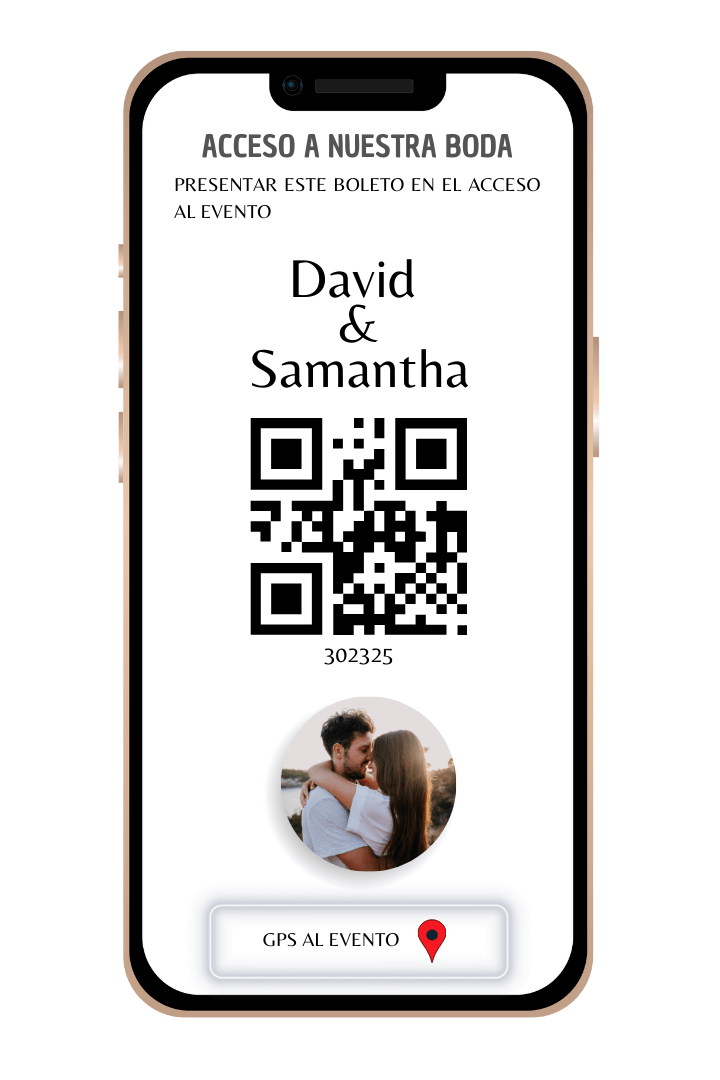 ACCESO A NUESTRA BODA
PRESENTAR ESTE BOLETO EN EL ACCESO
AL EVENTO
David
&
Samantha
302325
GPS AL EVENTO